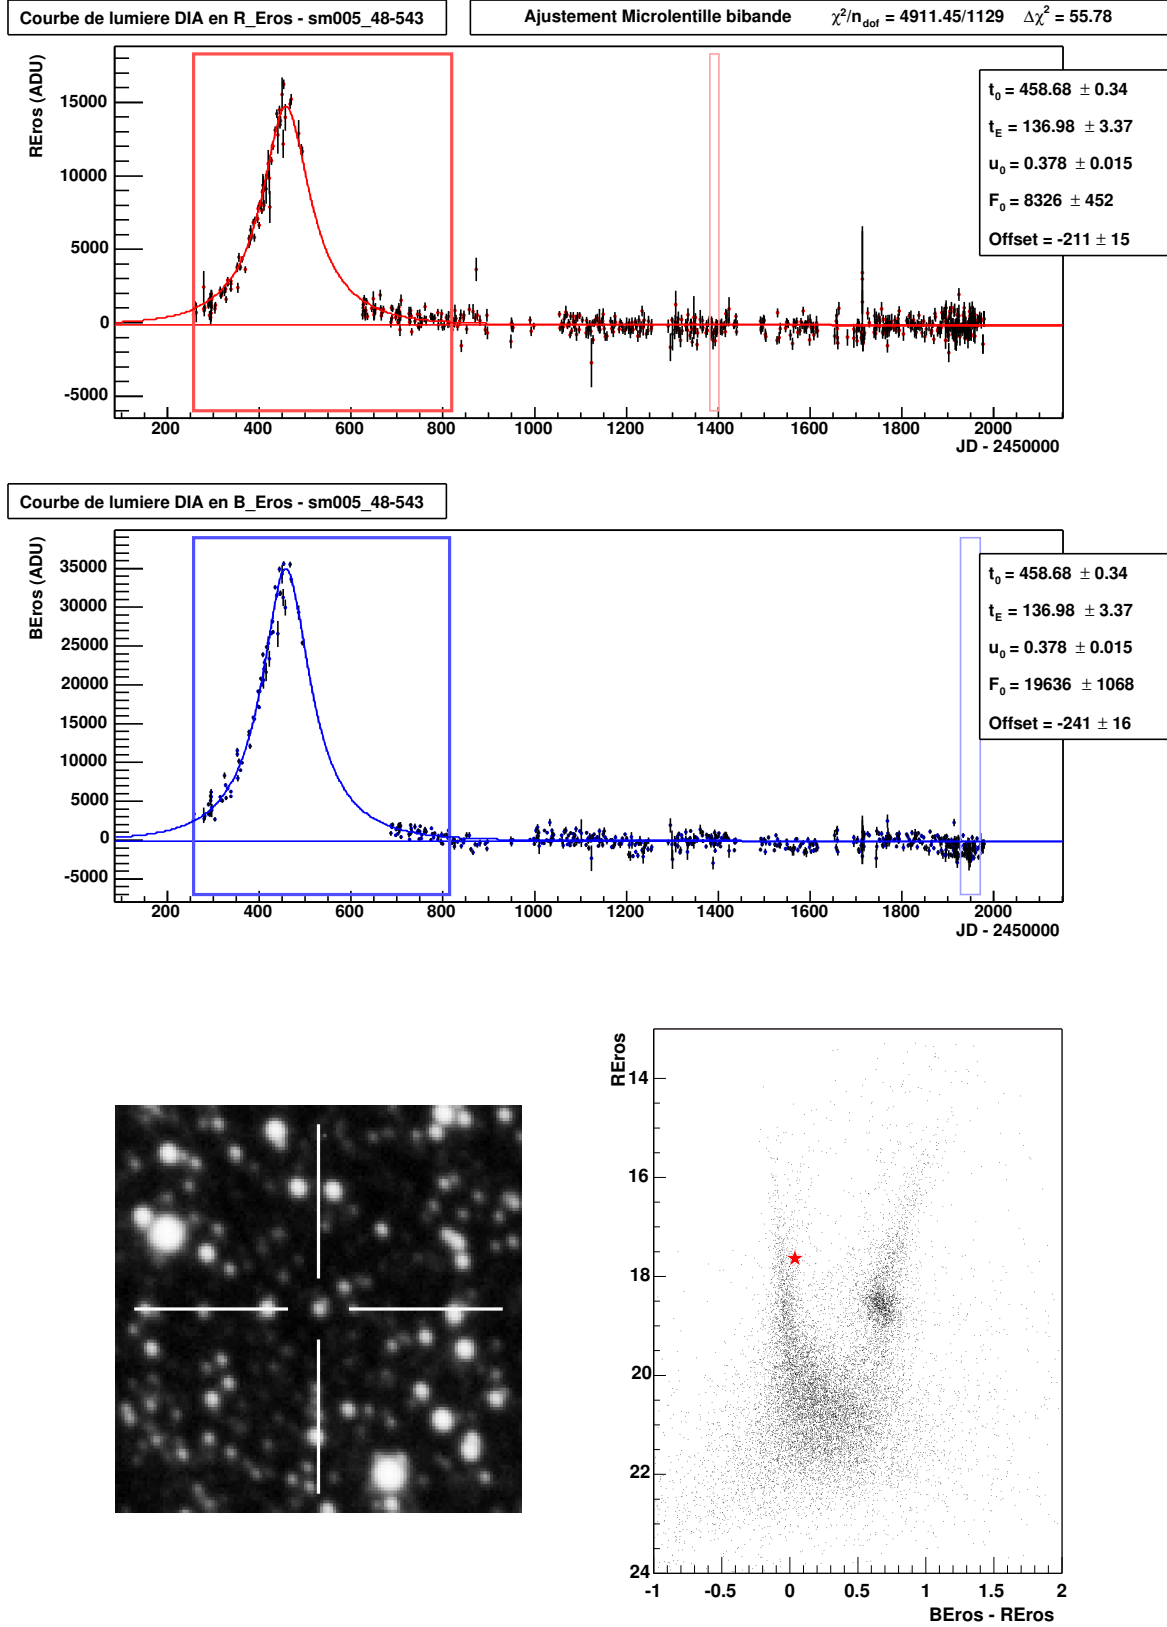 Courbe de lumiere DIA en R_Eros - sm005_48-543
Ajustement Microlentille bibande χ²/n_dof = 4911.45/1129 Δχ² = 55.78
REros (ADU)
15000
10000
5000
0
-5000
t₀ = 458.68 ± 0.34
t_E = 136.98 ± 3.37
u₀ = 0.378 ± 0.015
F₀ = 8326 ± 452
Offset = -211 ± 15
200 400 600 800 1000 1200 1400 1600 1800 2000
JD - 2450000
Courbe de lumiere DIA en B_Eros - sm005_48-543
BEros (ADU)
35000
30000
25000
20000
15000
10000
5000
0
-5000
t₀ = 458.68 ± 0.34
t_E = 136.98 ± 3.37
u₀ = 0.378 ± 0.015
F₀ = 19636 ± 1068
Offset = -241 ± 16
200 400 600 800 1000 1200 1400 1600 1800 2000
JD - 2450000
REros
14
16
18
20
22
24
-1 -0.5 0 0.5 1 1.5 2
BEros - REros